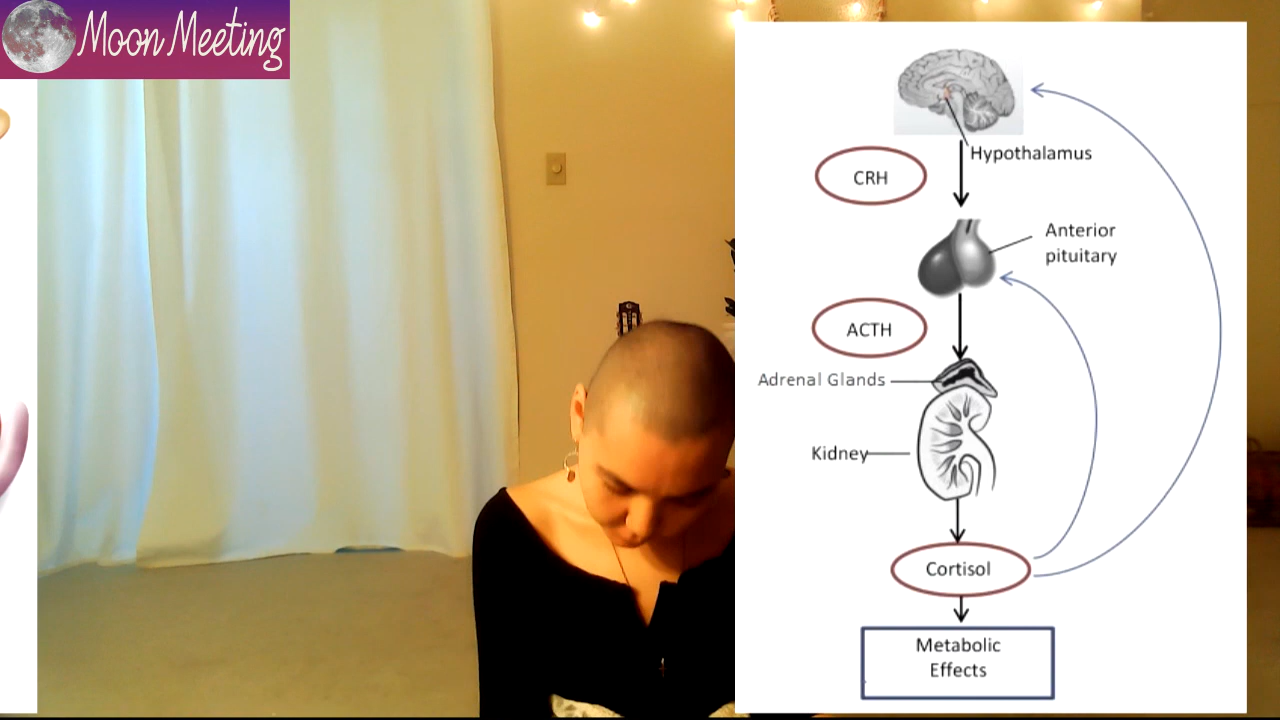 Moon Meeting
Hypothalamus
CRH
Anterior
pituitary
ACTH
Adrenal Glands
Kidney
Cortisol
Metabolic
Effects